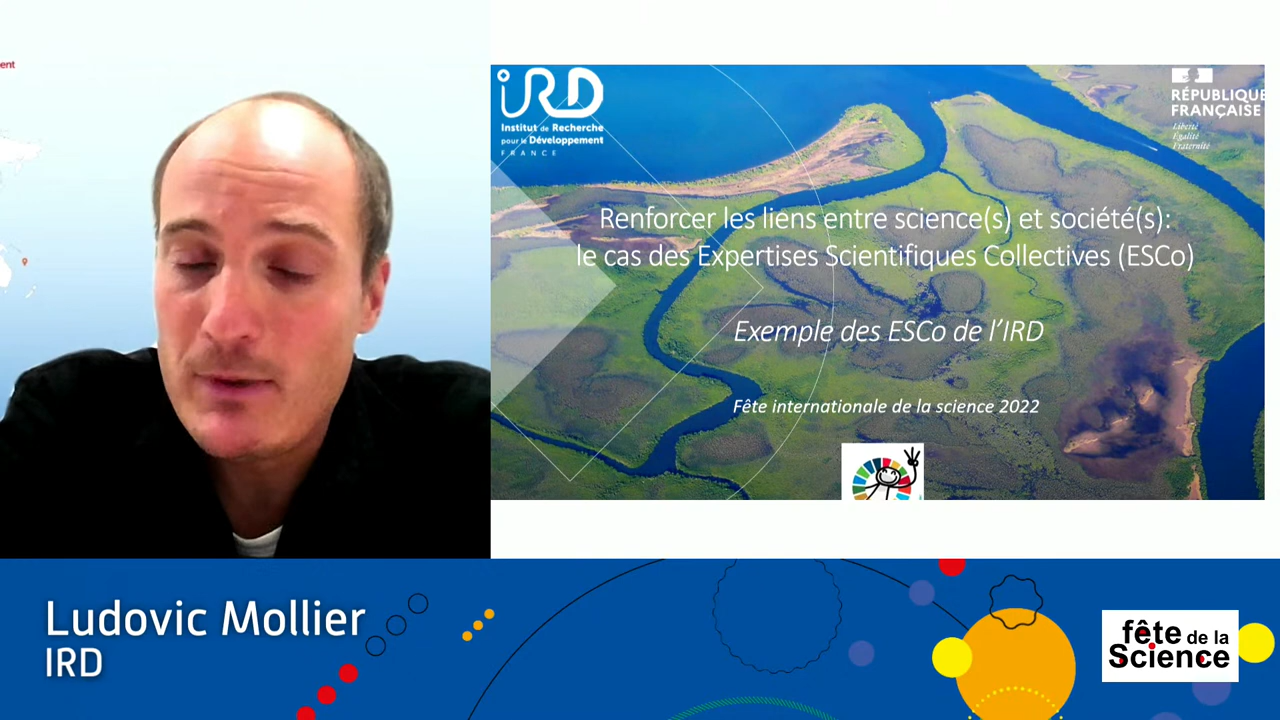 ent
iRD
Institut de Recherche
pour le Développement
FRANCE
RÉPUBLIQUE
FRANÇAISE
Liberté
Égalité
Fraternité
Renforcer les liens entre science(s) et société(s):
le cas des Expertises Scientifiques Collectives (ESCo)
Exemple des ESCo de l’IRD
Fête internationale de la science 2022
Ludovic Mollier
IRD
fête de la
Science